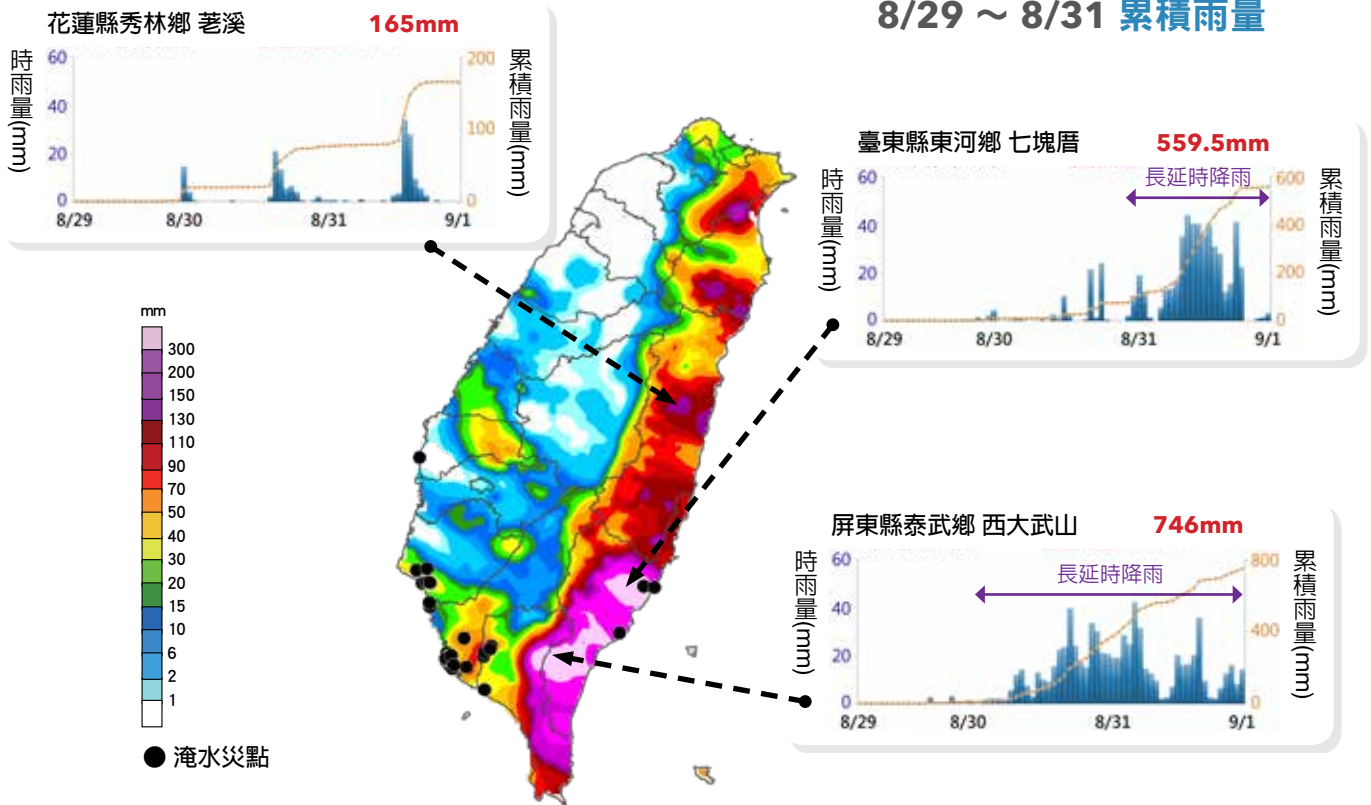 8/29 ～ 8/31 累積雨量
花蓮縣秀林鄉 荖溪 165mm
時雨量(mm)
60
40
20
0
累積雨量(mm)
200
100
0
8/29 8/30 8/31 9/1
臺東縣東河鄉 七塊厝 559.5mm
長延時降雨
時雨量(mm)
60
40
20
0
累積雨量(mm)
600
400
200
0
8/29 8/30 8/31 9/1
mm
300
200
150
130
110
90
70
50
40
30
20
15
10
6
2
1
淹水災點
屏東縣泰武鄉 西大武山 746mm
長延時降雨
時雨量(mm)
60
40
20
0
累積雨量(mm)
800
400
0
8/29 8/30 8/31 9/1